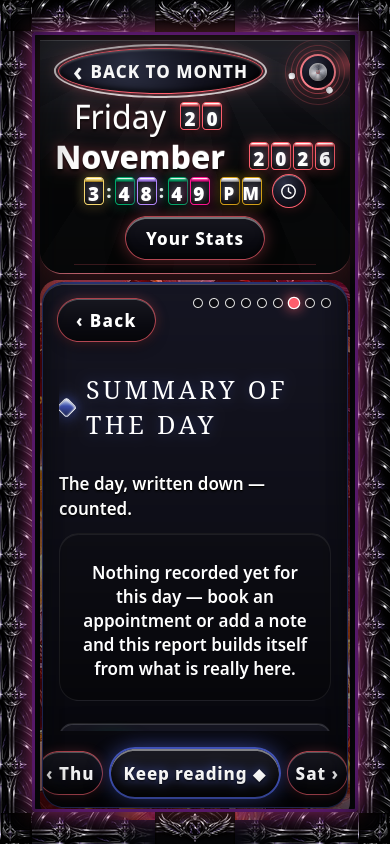 ‹ BACK TO MONTH
Friday 20
November 2026
3:48:49 PM
Your Stats
‹ Back
SUMMARY OF
THE DAY
The day, written down —
counted.
Nothing recorded yet for
this day — book an
appointment or add a note
and this report builds itself
from what is really here.
‹ Thu
Keep reading ◆
Sat ›